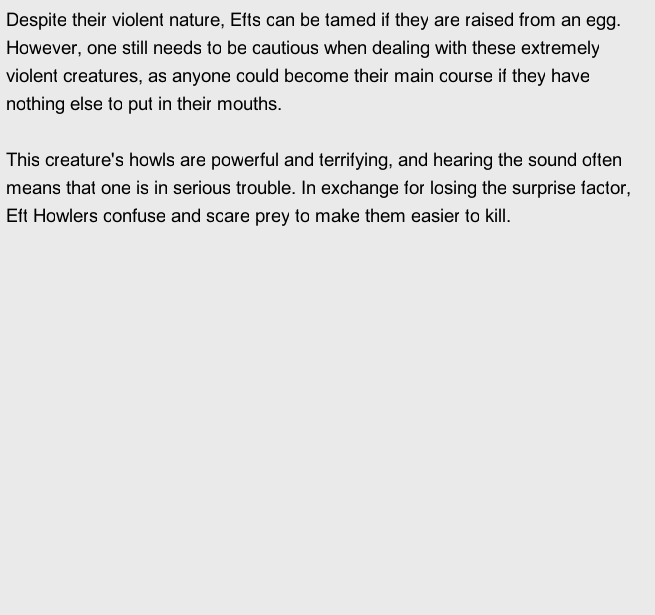 Despite their violent nature, Efts can be tamed if they are raised from an egg.
However, one still needs to be cautious when dealing with these extremely
violent creatures, as anyone could become their main course if they have
nothing else to put in their mouths.
This creature's howls are powerful and terrifying, and hearing the sound often
means that one is in serious trouble. In exchange for losing the surprise factor,
Eft Howlers confuse and scare prey to make them easier to kill.